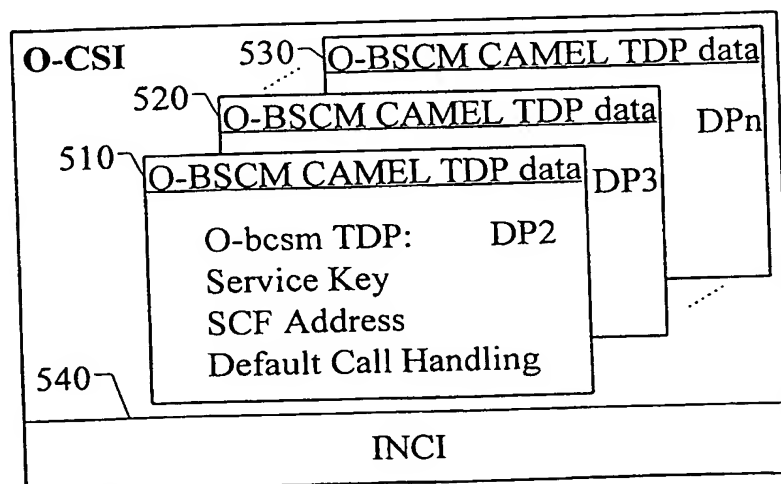 O-CSI
530
O-BSCM CAMEL TDP data
DPn
520
O-BSCM CAMEL TDP data
DP3
510
O-BSCM CAMEL TDP data
O-bcsm TDP: DP2
Service Key
SCF Address
Default Call Handling
540
INCI